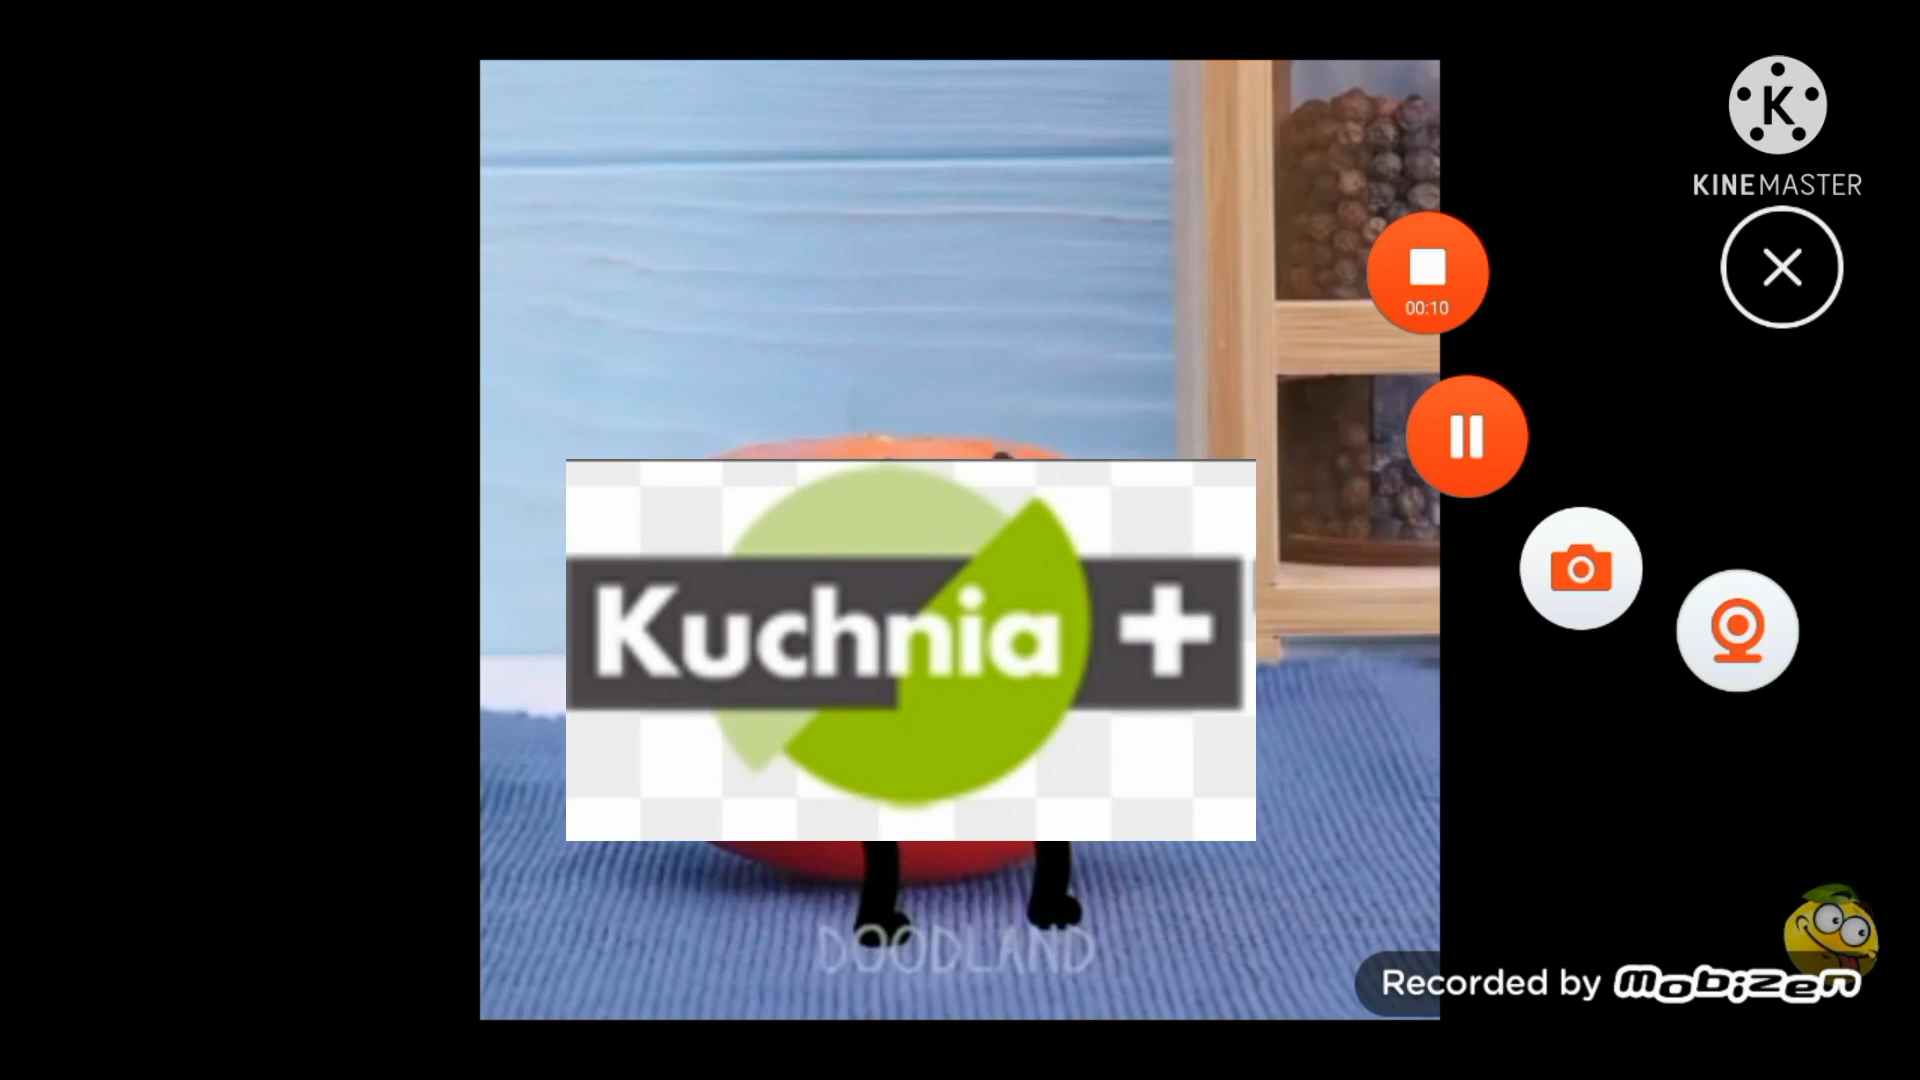 KINEMASTER
00:10
Kuchnia +
DOODLAND
Recorded by mobizen